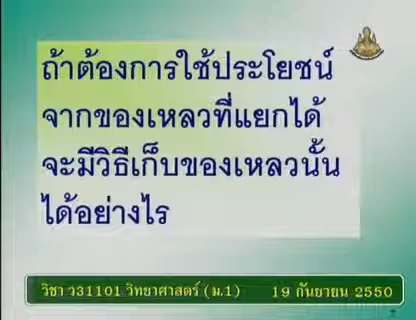 ถ้าต้องการใช้ประโยชน์
จากของเหลวที่แยกได้
จะมีวิธีเก็บของเหลวนั้น
ได้อย่างไร
วิชา ว31101 วิทยาศาสตร์ (ม.1) 19 กันยายน 2550